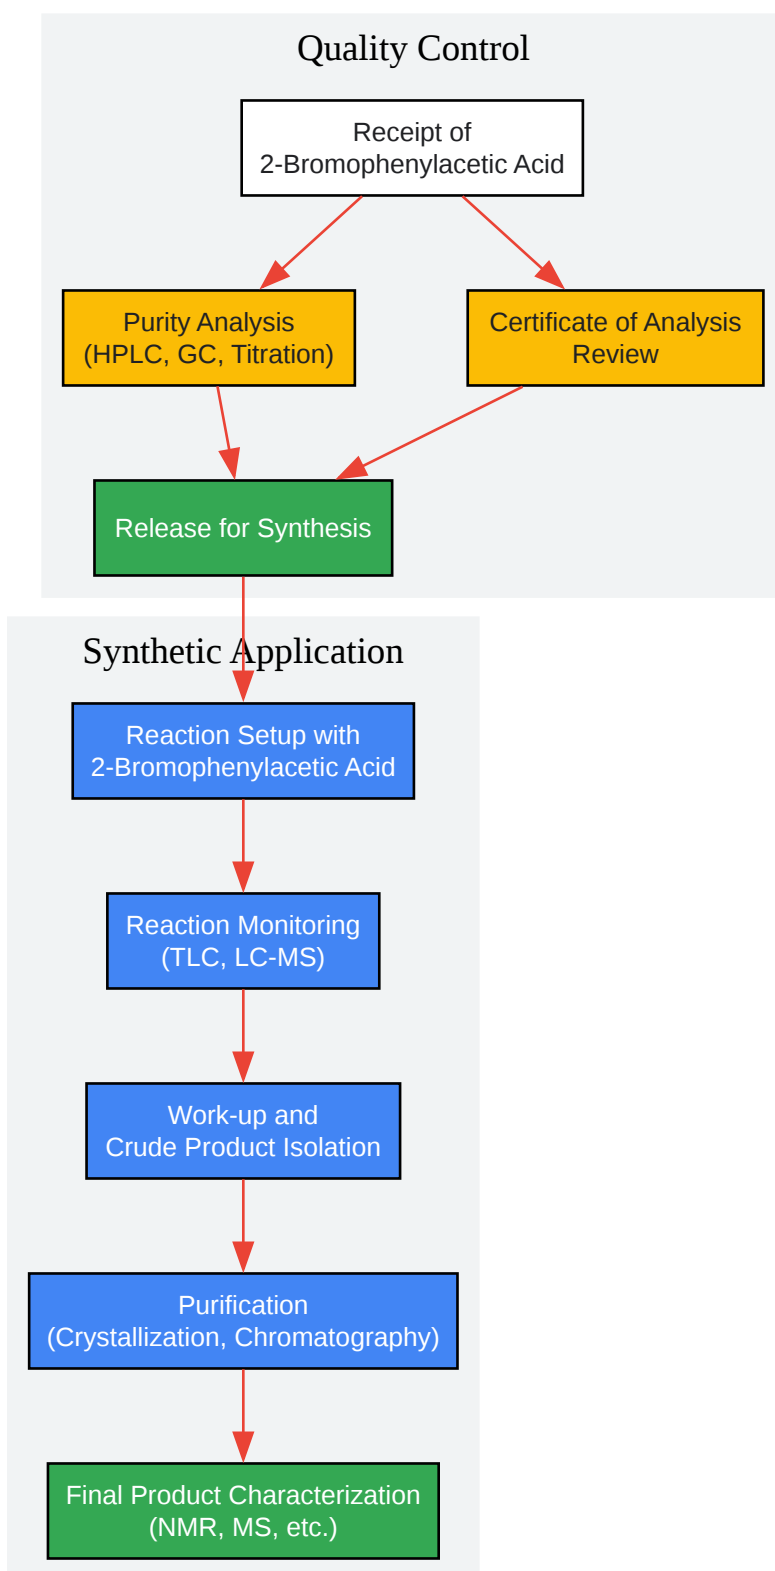 Quality Control
Receipt of
2-Bromophenylacetic Acid
Purity Analysis
(HPLC, GC, Titration)
Certificate of Analysis
Review
Release for Synthesis
Synthetic Application
Reaction Setup with
2-Bromophenylacetic Acid
Reaction Monitoring
(TLC, LC-MS)
Work-up and
Crude Product Isolation
Purification
(Crystallization, Chromatography)
Final Product Characterization
(NMR, MS, etc.)